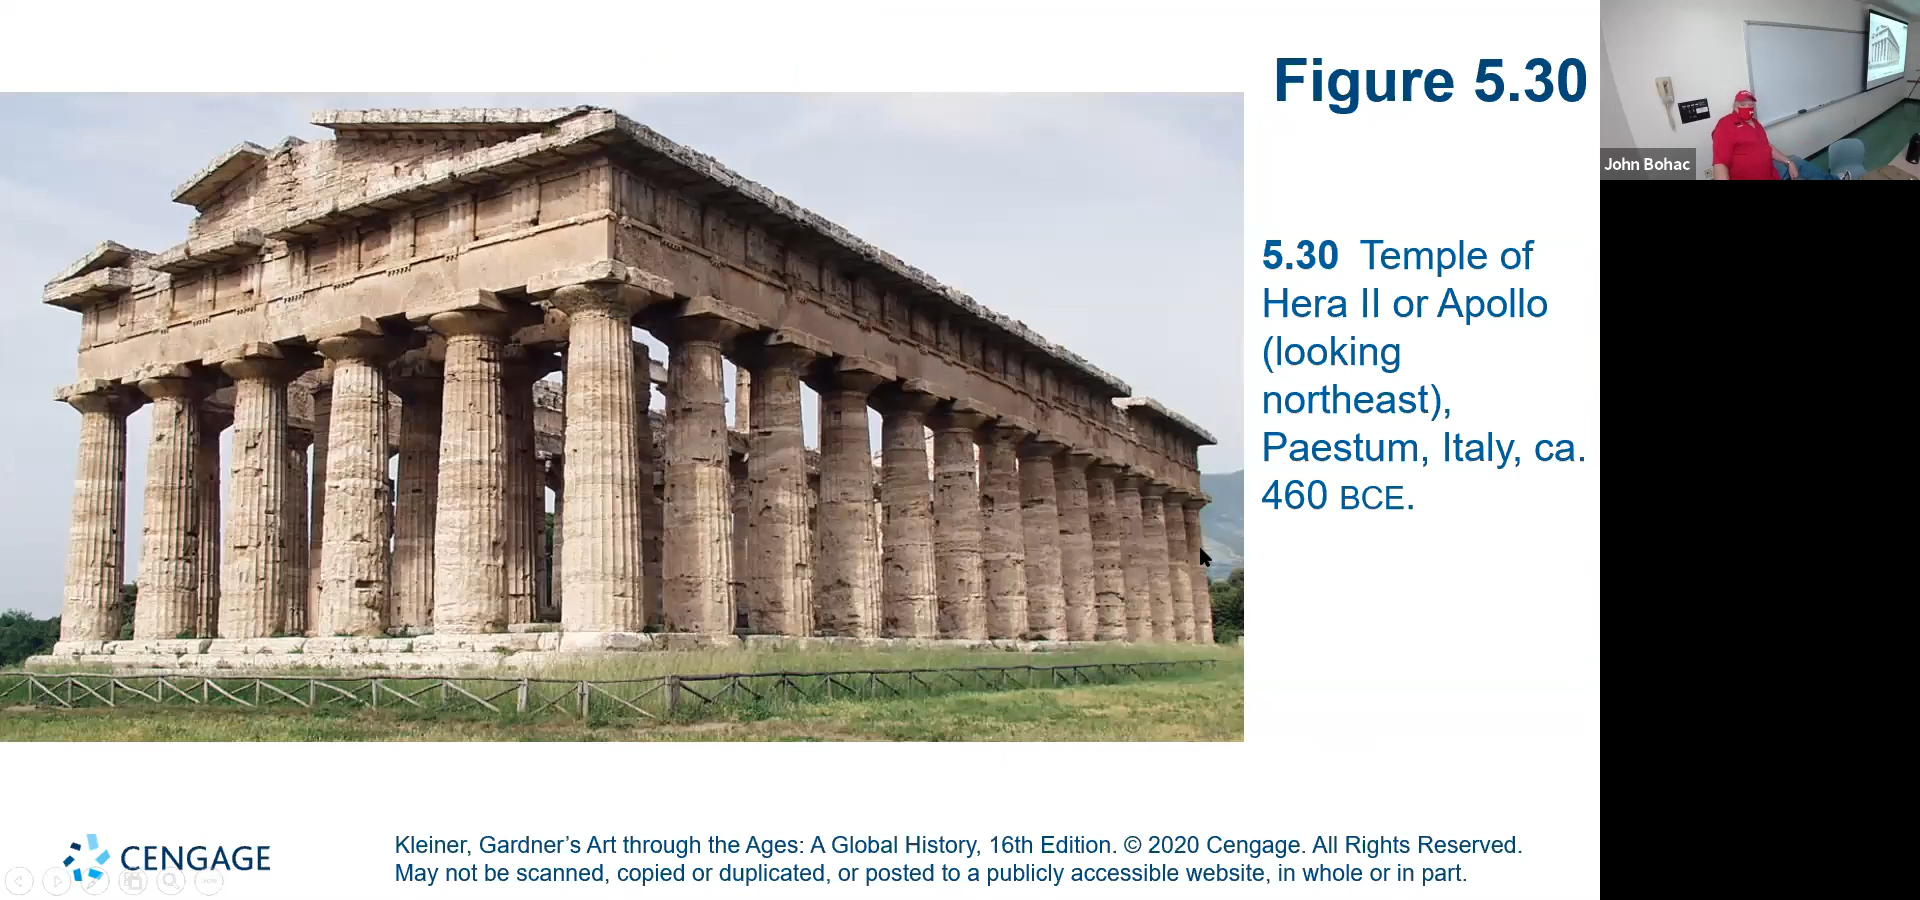 Figure 5.30
5.30 Temple of
Hera II or Apollo
(looking
northeast),
Paestum, Italy, ca.
460 BCE.
John Bohac
CENGAGE
Kleiner, Gardner’s Art through the Ages: A Global History, 16th Edition. © 2020 Cengage. All Rights Reserved.
May not be scanned, copied or duplicated, or posted to a publicly accessible website, in whole or in part.